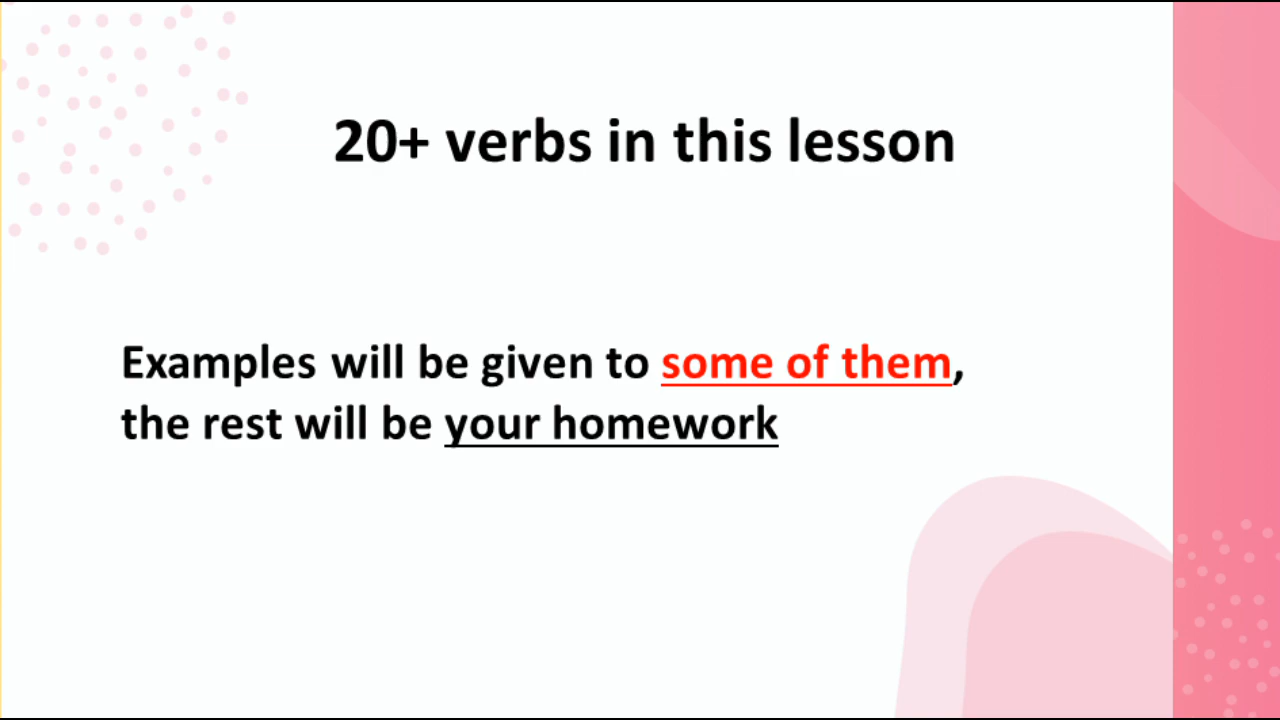 20+ verbs in this lesson
Examples will be given to some of them,
the rest will be your homework